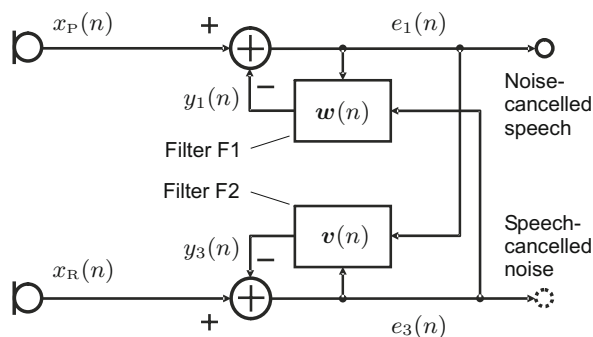 x_P(n)
+
e_1(n)
y_1(n)
−
w(n)
Noise-
cancelled
speech
Filter F1
Filter F2
y_3(n)
−
v(n)
Speech-
cancelled
noise
x_R(n)
+
e_3(n)